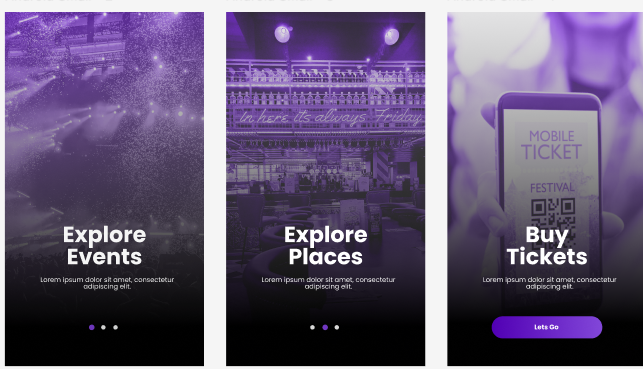 Explore
Events
Lorem ipsum dolor sit amet, consectetur
adipiscing elit.
In here its always Friday
Explore
Places
Lorem ipsum dolor sit amet, consectetur
adipiscing elit.
MOBILE
TICKET
FESTIVAL
Buy
Tickets
Lorem ipsum dolor sit amet, consectetur
adipiscing elit.
Lets Go